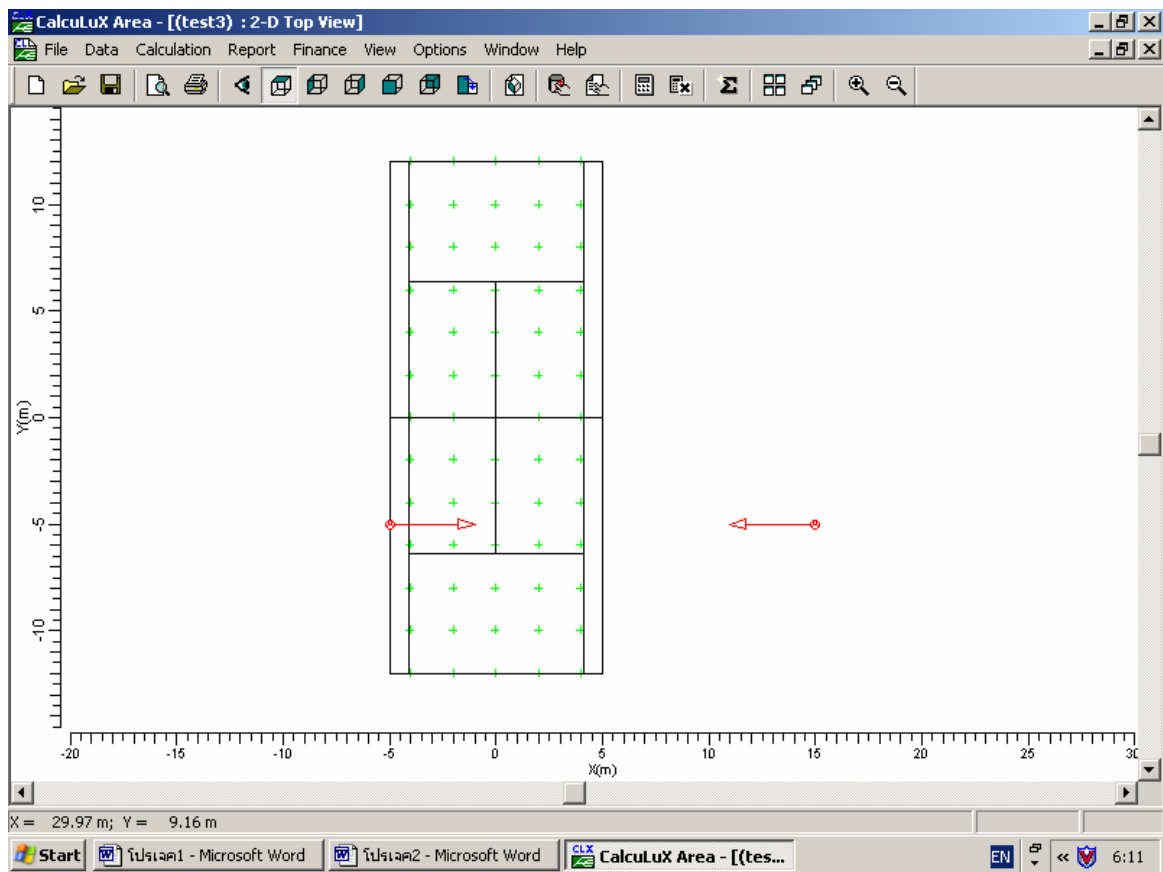 CalcuLuX Area - [(test3) : 2-D Top View]
File Data Calculation Report Finance View Options Window Help
10
5
0
-5
-10
Y(m)
-20 -15 -10 -5 0 5 10 15 20 25 30
X(m)
X = 29.97 m; Y = 9.16 m
Start โปรเจค1 - Microsoft Word โปรเจค2 - Microsoft Word CLX CalcuLuX Area - [(tes... EN « 6:11